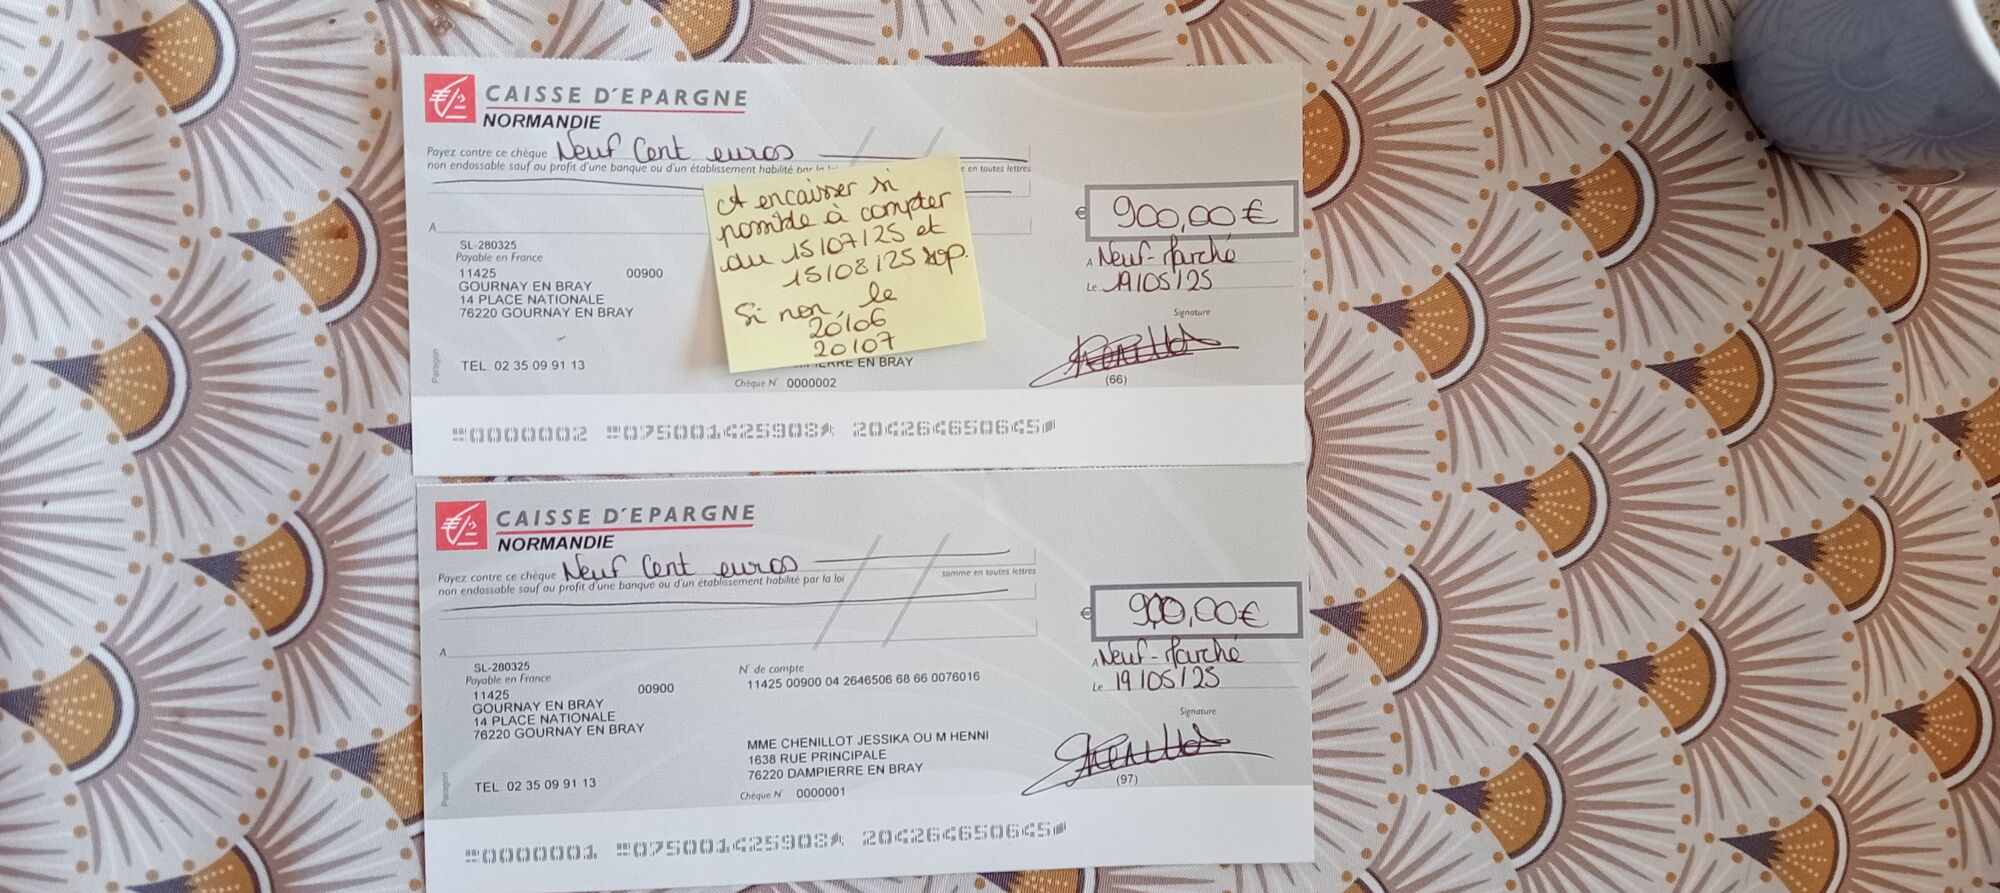 CAISSE D'EPARGNE
NORMANDIE
Payez contre ce chèque Neuf Cent euros
non endossable sauf au profit d'une banque ou d'un établissement habilité par la l
e en toutes lettres
A
€ 900,00 €
A Neuf-Marché
Le 19/05/25
Signature
(66)
SL-280325
Payable en France
11425 00900
GOURNAY EN BRAY
14 PLACE NATIONALE
76220 GOURNAY EN BRAY
TEL 02 35 09 91 13
Paragon
A encaisser si
possible à compter
du 15/07/25 et
15/08/25 svp.
Si non, le
20/06
20/07
EN BRAY
Chèque N° 0000002
0000002 075001425908 204264650645
CAISSE D'EPARGNE
NORMANDIE
Payez contre ce chèque Neuf Cent euros
non endossable sauf au profit d'une banque ou d'un établissement habilité par la loi
somme en toutes lettres
A
€ 900,00 €
A Neuf-Marché
Le 19/05/25
Signature
(97)
SL-280325
Payable en France
11425 00900
GOURNAY EN BRAY
14 PLACE NATIONALE
76220 GOURNAY EN BRAY
TEL 02 35 09 91 13
Paragon
N° de compte
11425 00900 04 2646506 68 66 0076016
MME CHENILLOT JESSIKA OU M HENNI
1638 RUE PRINCIPALE
76220 DAMPIERRE EN BRAY
Chèque N° 0000001
0000001 075001425908 204264650645